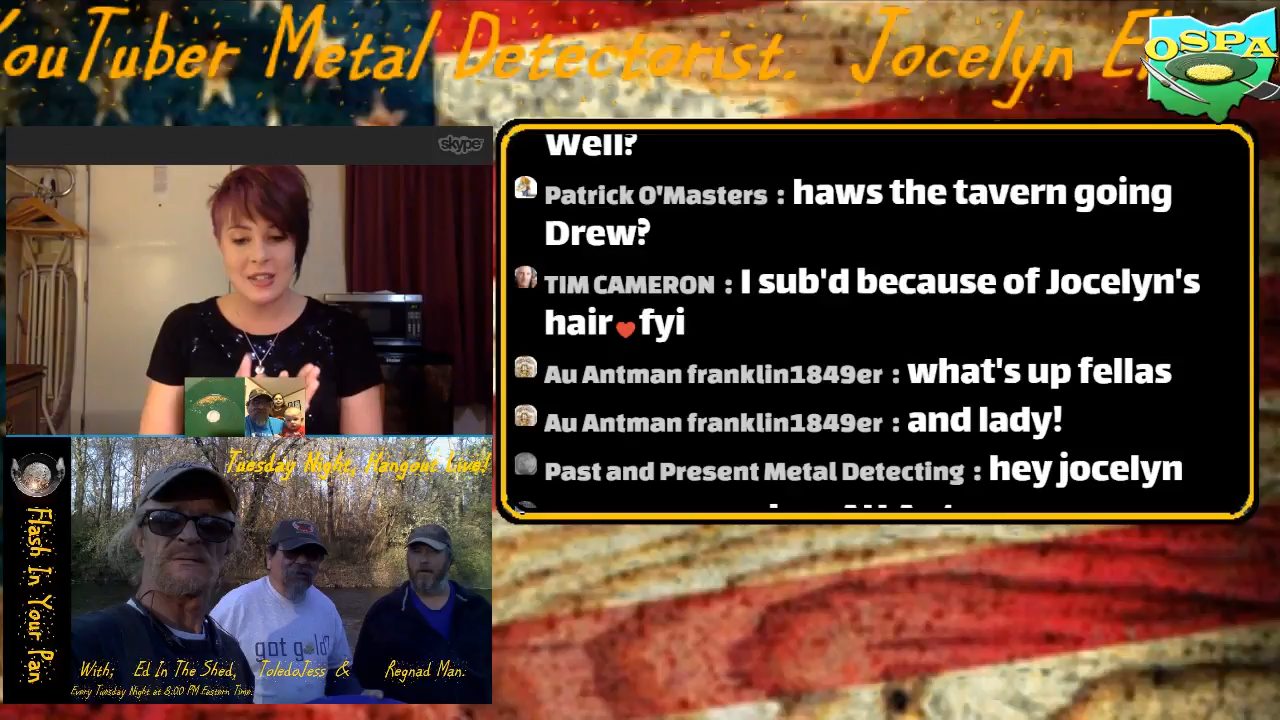 YouTuber Metal Detectorist. Jocelyn
OSPA
skype
Well?
Patrick O'Masters : haws the tavern going
Drew?
TIM CAMERON : I sub'd because of Jocelyn's
hair❤fyi
Au Antman franklin1849er : what's up fellas
Au Antman franklin1849er : and lady!
Past and Present Metal Detecting : hey jocelyn
Tuesday Night, Hangout Live!
Flash In Your Pan
got gold?
With; Ed In The Shed, ToledoJess & Regnad Man.
Every Tuesday Night at 8:00 PM Eastern Time.